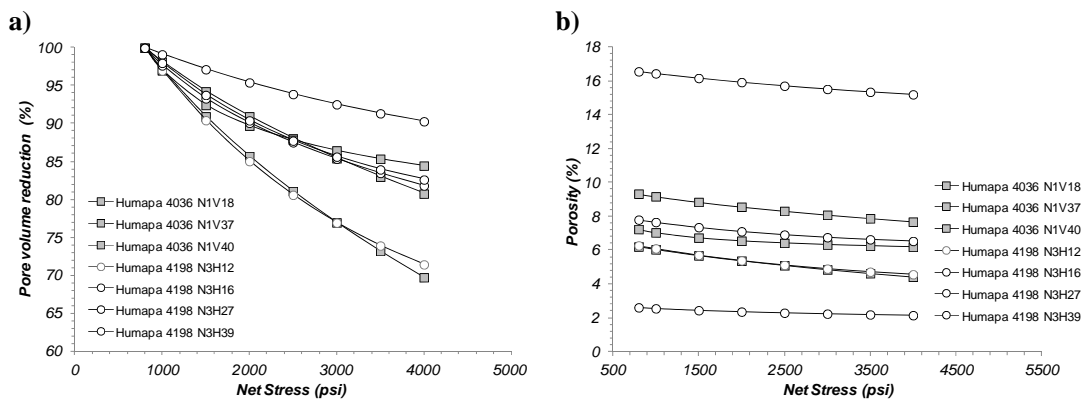 a)
100
95
90
85
80
75
70
65
60
Pore volume reduction (%)
Humapa 4036 N1V18
Humapa 4036 N1V37
Humapa 4036 N1V40
Humapa 4198 N3H12
Humapa 4198 N3H16
Humapa 4198 N3H27
Humapa 4198 N3H39
0 1000 2000 3000 4000 5000
Net Stress (psi)
b)
18
16
14
12
10
8
6
4
2
0
Porosity (%)
Humapa 4036 N1V18
Humapa 4036 N1V37
Humapa 4036 N1V40
Humapa 4198 N3H12
Humapa 4198 N3H16
Humapa 4198 N3H27
Humapa 4198 N3H39
500 1500 2500 3500 4500 5500
Net Stress (psi)